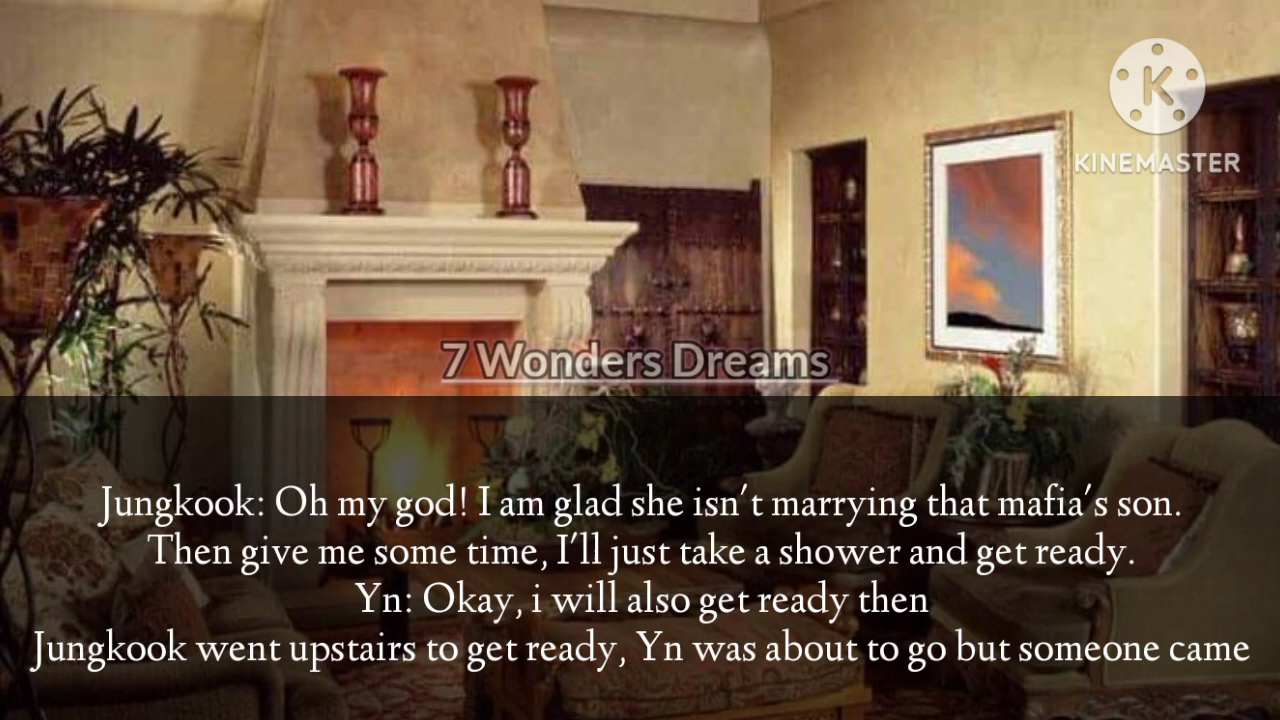 KINEMASTER
7 Wonders Dreams
Jungkook: Oh my god! I am glad she isn't marrying that mafia's son.
Then give me some time, I'll just take a shower and get ready.
Yn: Okay, i will also get ready then
Jungkook went upstairs to get ready, Yn was about to go but someone came